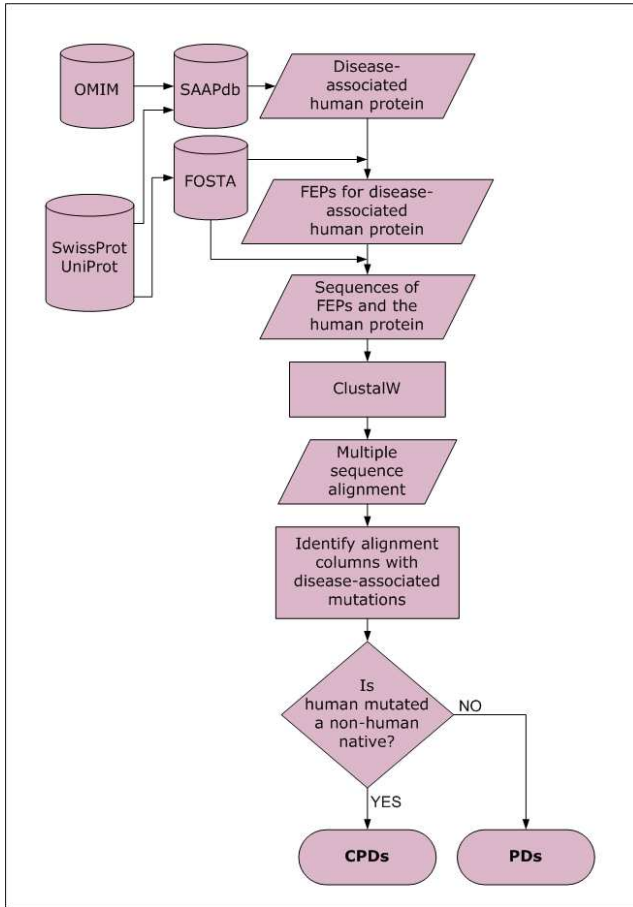 OMIM
SAAPdb
Disease-
associated
human protein
FOSTA
FEPs for disease-
associated
human protein
SwissProt
UniProt
Sequences of
FEPs and the
human protein
ClustalW
Multiple
sequence
alignment
Identify alignment
columns with
disease-associated
mutations
Is
human mutated
a non-human
native?
NO
YES
CPDs
PDs